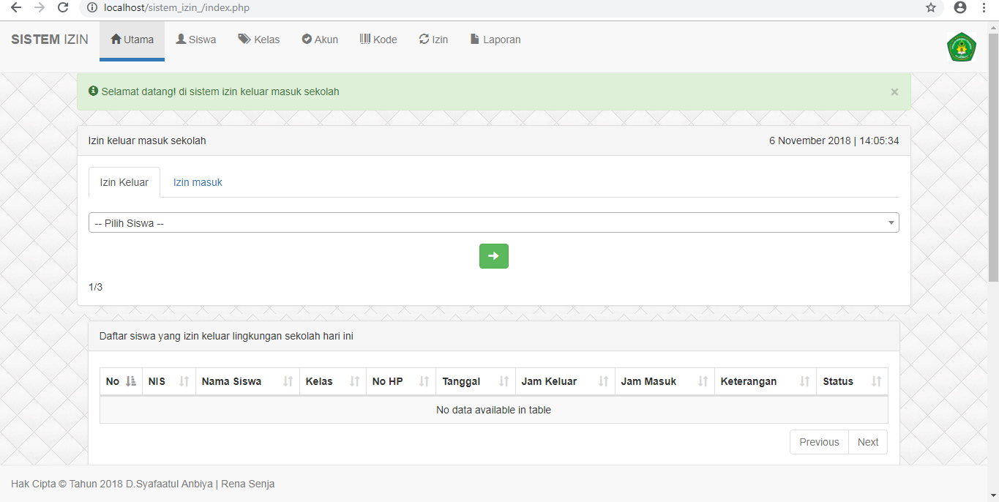 localhost/sistem_izin_/index.php
SISTEM IZIN Utama Siswa Kelas Akun Kode Izin Laporan
Selamat datang! di sistem izin keluar masuk sekolah ×
Izin keluar masuk sekolah 6 November 2018 | 14:05:34
Izin Keluar Izin masuk
-- Pilih Siswa --
1/3
Daftar siswa yang izin keluar lingkungan sekolah hari ini
No NIS Nama Siswa Kelas No HP Tanggal Jam Keluar Jam Masuk Keterangan Status
No data available in table
Previous Next
Hak Cipta © Tahun 2018 D.Syafaatul Anbiya | Rena Senja